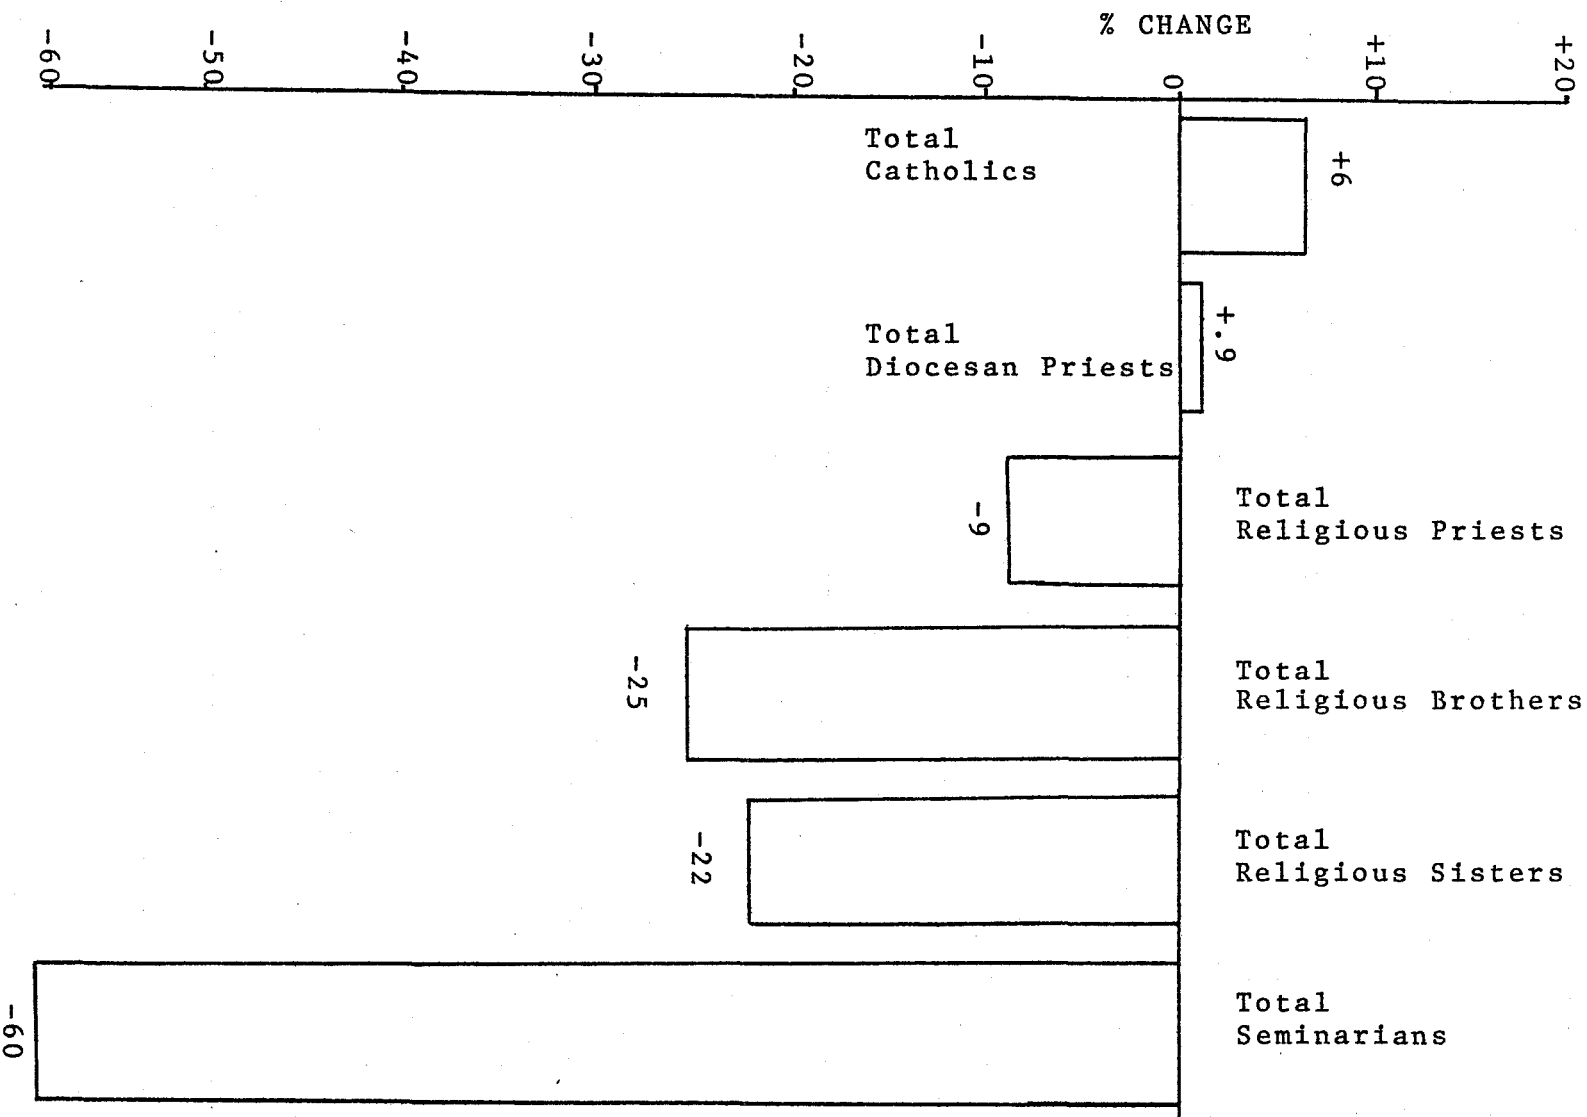 % CHANGE
-60
-50
-40
-30
-20
-10
0
+10
+20
Total
Catholics
+6
Total
Diocesan Priests
+.9
Total
Religious Priests
-9
Total
Religious Brothers
-25
Total
Religious Sisters
-22
Total
Seminarians
-60